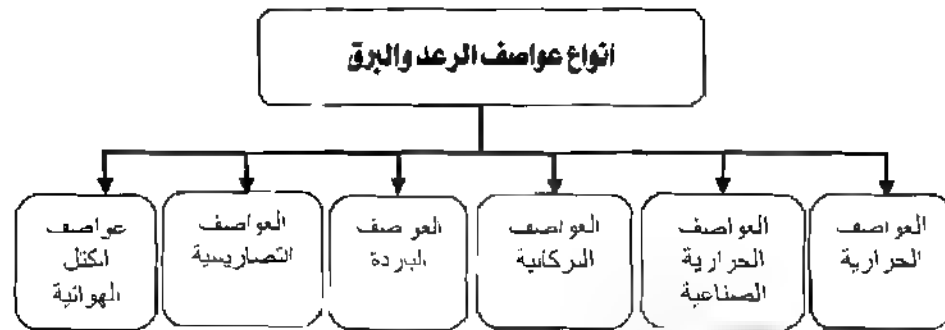 انواع عواصف الرعد والبرق
العواصف
الحرارية
العواصف
الحرارية
الصناعية
العواصف
البركانية
العواصف
الباردة
العواصف
التضاريسية
عواصف
الكتل
الهوائية